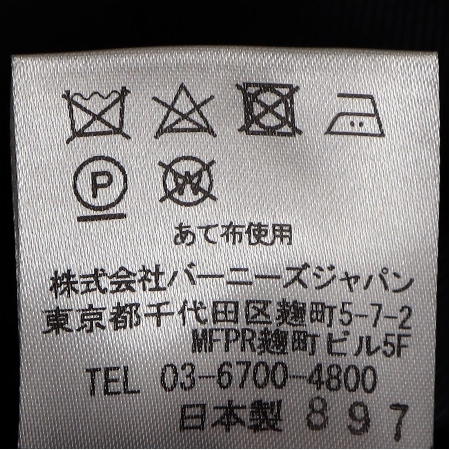 P W
あて布使用
株式会社バーニーズジャパン
東京都千代田区麹町5-7-2
MFPR麹町ビル5F
TEL 03-6700-4800
日本製 897